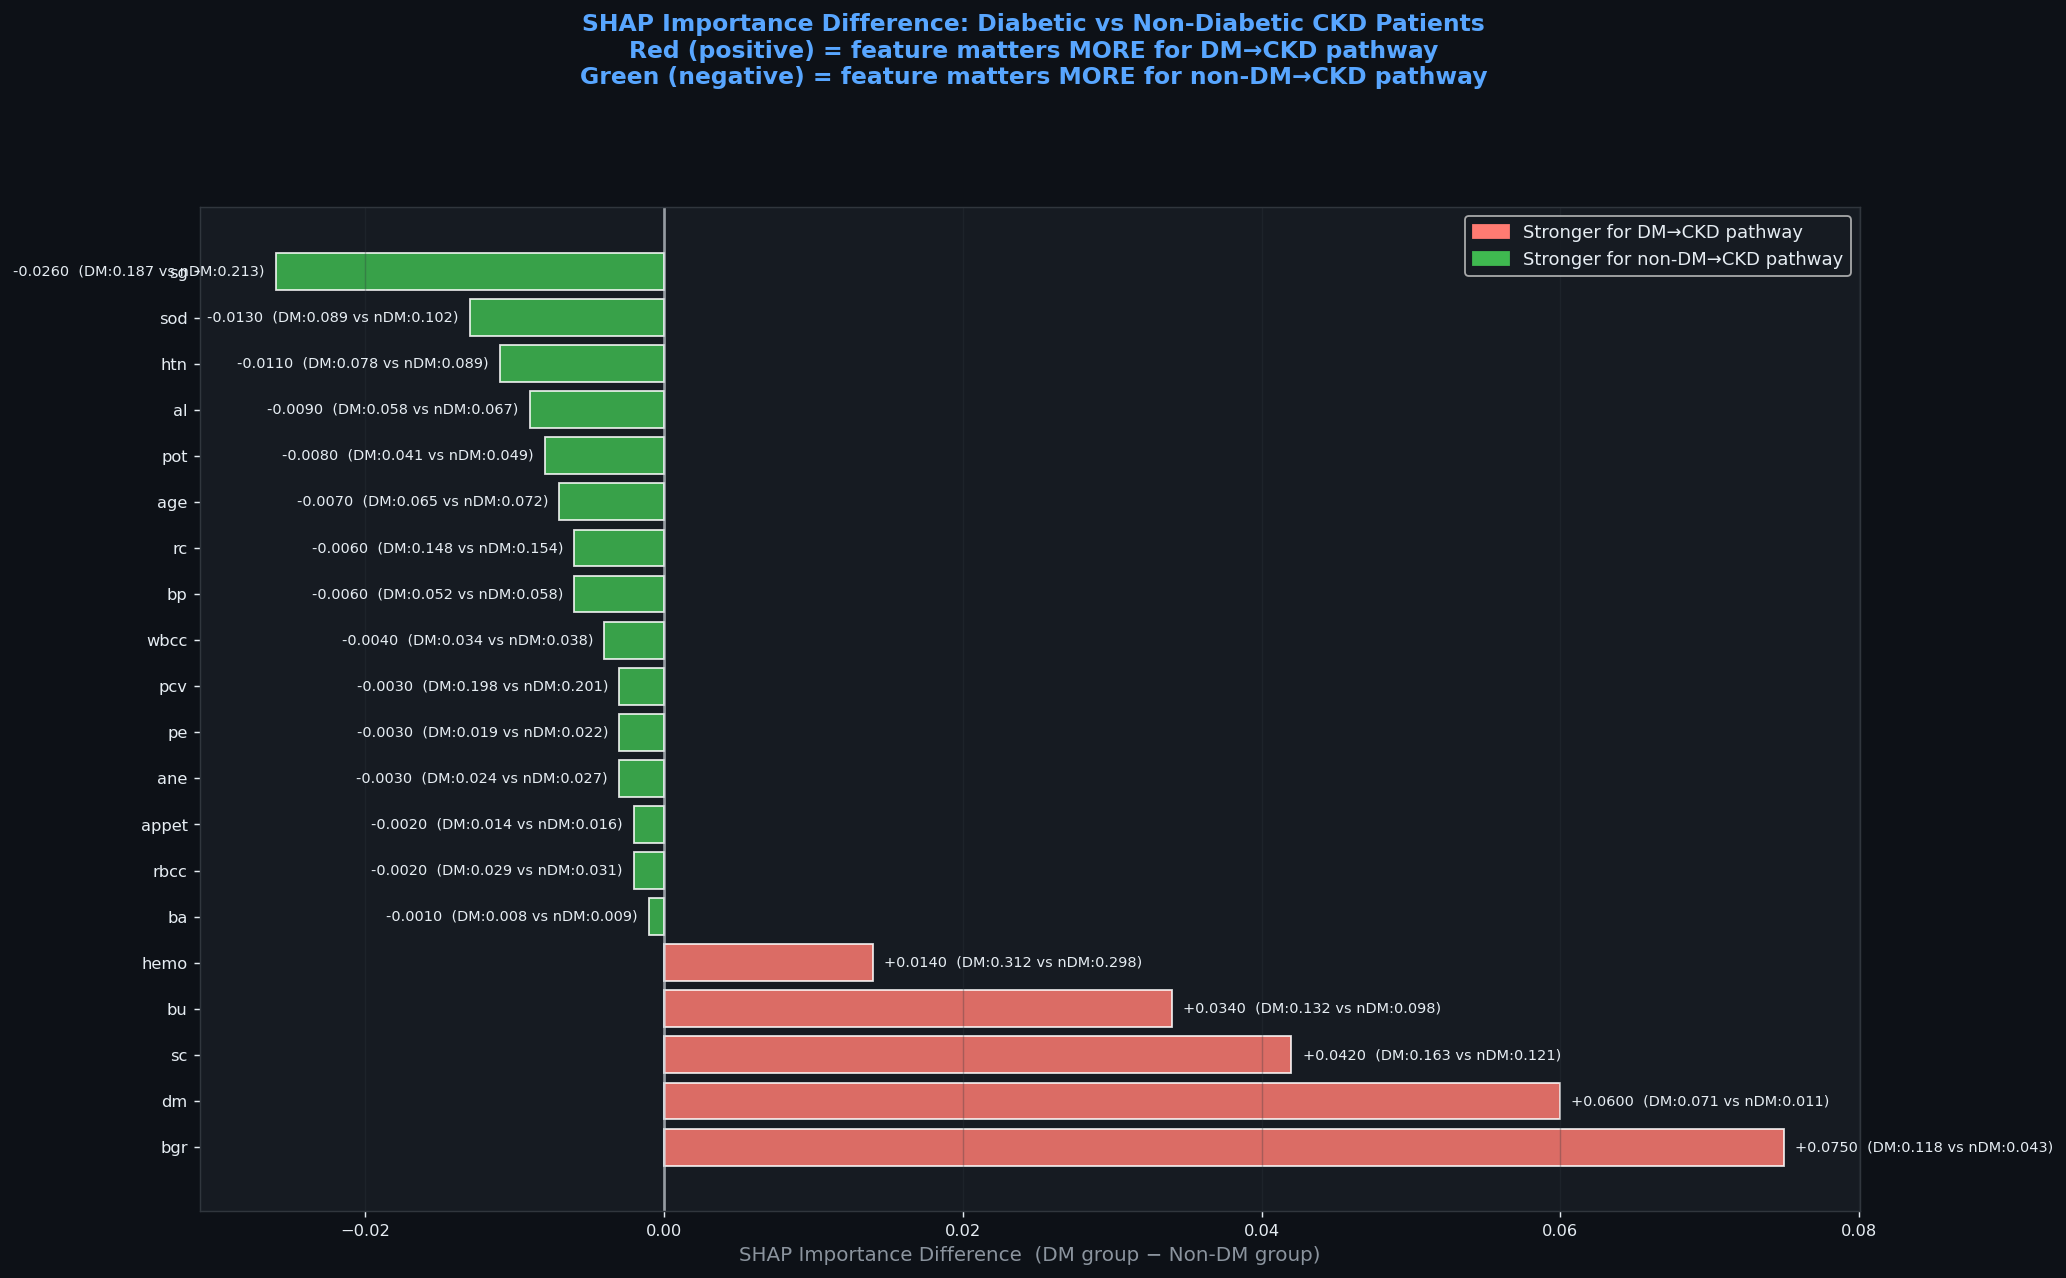 SHAP Importance Difference: Diabetic vs Non-Diabetic CKD Patients
Red (positive) = feature matters MORE for DM→CKD pathway
Green (negative) = feature matters MORE for non-DM→CKD pathway
Stronger for DM→CKD pathway
Stronger for non-DM→CKD pathway
sg -0.0260 (DM:0.187 vs nDM:0.213)
sod -0.0130 (DM:0.089 vs nDM:0.102)
htn -0.0110 (DM:0.078 vs nDM:0.089)
al -0.0090 (DM:0.058 vs nDM:0.067)
pot -0.0080 (DM:0.041 vs nDM:0.049)
age -0.0070 (DM:0.065 vs nDM:0.072)
rc -0.0060 (DM:0.148 vs nDM:0.154)
bp -0.0060 (DM:0.052 vs nDM:0.058)
wbcc -0.0040 (DM:0.034 vs nDM:0.038)
pcv -0.0030 (DM:0.198 vs nDM:0.201)
pe -0.0030 (DM:0.019 vs nDM:0.022)
ane -0.0030 (DM:0.024 vs nDM:0.027)
appet -0.0020 (DM:0.014 vs nDM:0.016)
rbcc -0.0020 (DM:0.029 vs nDM:0.031)
ba -0.0010 (DM:0.008 vs nDM:0.009)
hemo +0.0140 (DM:0.312 vs nDM:0.298)
bu +0.0340 (DM:0.132 vs nDM:0.098)
sc +0.0420 (DM:0.163 vs nDM:0.121)
dm +0.0600 (DM:0.071 vs nDM:0.011)
bgr +0.0750 (DM:0.118 vs nDM:0.043)
−0.02 0.00 0.02 0.04 0.06 0.08
SHAP Importance Difference (DM group − Non-DM group)